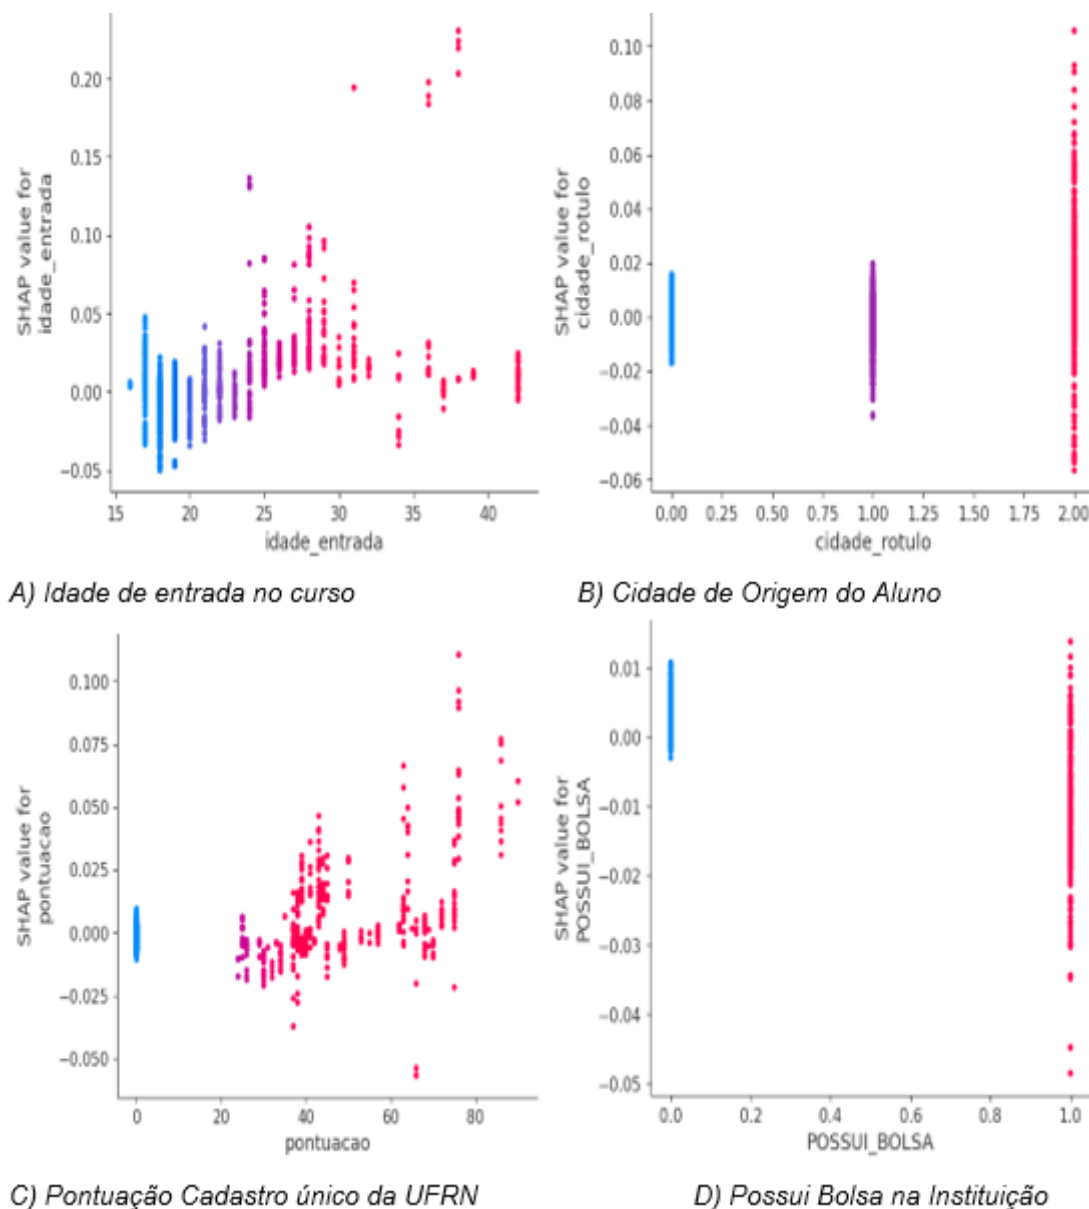 0.20
0.15
0.10
0.05
0.00
−0.05
SHAP value for
idade_entrada
15 20 25 30 35 40
idade_entrada
0.10
0.08
0.06
0.04
0.02
0.00
−0.02
−0.04
−0.06
SHAP value for
cidade_rotulo
0.00 0.25 0.50 0.75 1.00 1.25 1.50 1.75 2.00
cidade_rotulo
A) Idade de entrada no curso
B) Cidade de Origem do Aluno
0.100
0.075
0.050
0.025
0.000
−0.025
−0.050
SHAP value for
pontuacao
0 20 40 60 80
pontuacao
0.01
0.00
−0.01
−0.02
−0.03
−0.04
−0.05
SHAP value for
POSSUI_BOLSA
0.0 0.2 0.4 0.6 0.8 1.0
POSSUI_BOLSA
C) Pontuação Cadastro único da UFRN
D) Possui Bolsa na Instituição